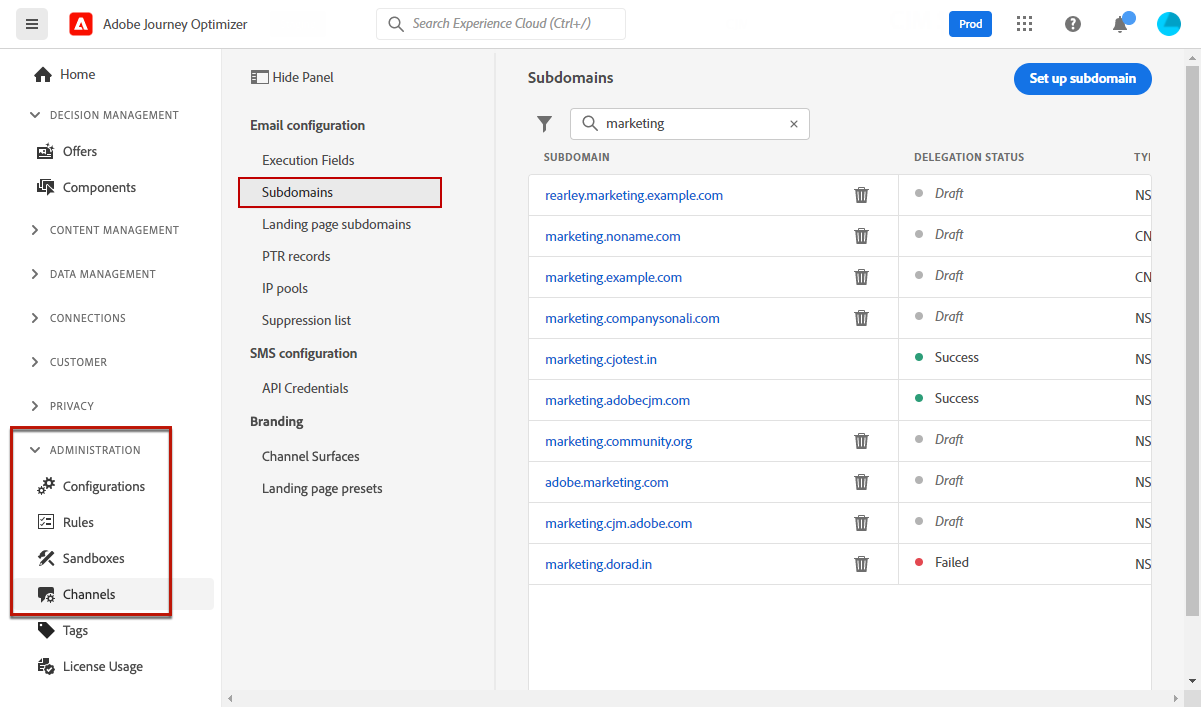 Adobe Journey Optimizer
Search Experience Cloud (Ctrl+/)
Prod
Home
DECISION MANAGEMENT
Offers
Components
CONTENT MANAGEMENT
DATA MANAGEMENT
CONNECTIONS
CUSTOMER
PRIVACY
ADMINISTRATION
Configurations
Rules
Sandboxes
Channels
Tags
License Usage
Hide Panel
Email configuration
Execution Fields
Subdomains
Landing page subdomains
PTR records
IP pools
Suppression list
SMS configuration
API Credentials
Branding
Channel Surfaces
Landing page presets
Subdomains
Set up subdomain
marketing
SUBDOMAIN DELEGATION STATUS TYI
rearley.marketing.example.com Draft NS
marketing.noname.com Draft CN
marketing.example.com Draft CN
marketing.companysonali.com Draft NS
marketing.cjotest.in Success NS
marketing.adobecjm.com Success NS
marketing.community.org Draft NS
adobe.marketing.com Draft NS
marketing.cjm.adobe.com Draft NS
marketing.dorad.in Failed NS